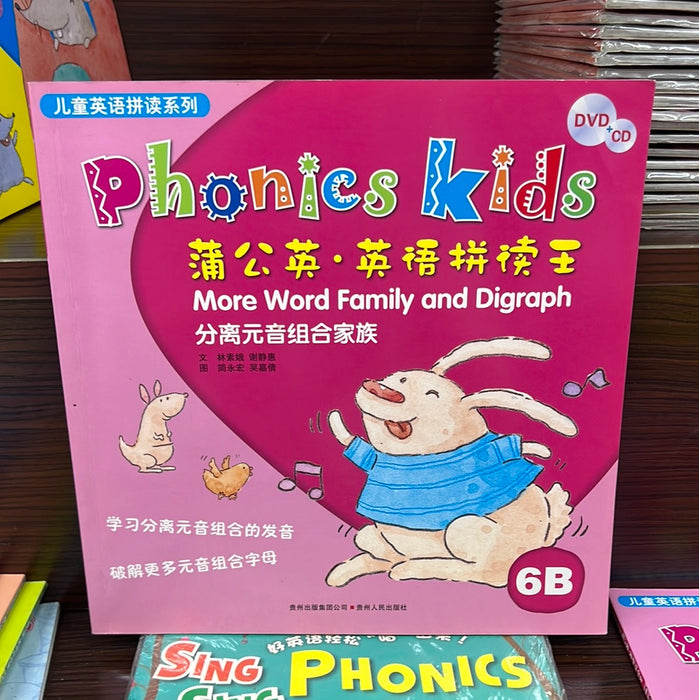 儿童英语拼读系列
DVD+CD
Phonics kids
蒲公英·英语拼读王
More Word Family and Digraph
分离元音组合家族
文 林素娥 谢静惠
图 简永宏 吴嘉倩
学习分离元音组合的发音
破解更多元音组合字母
6B
贵州出版集团公司 ■ 贵州人民出版社
SING
PHONICS
儿童英语拼读